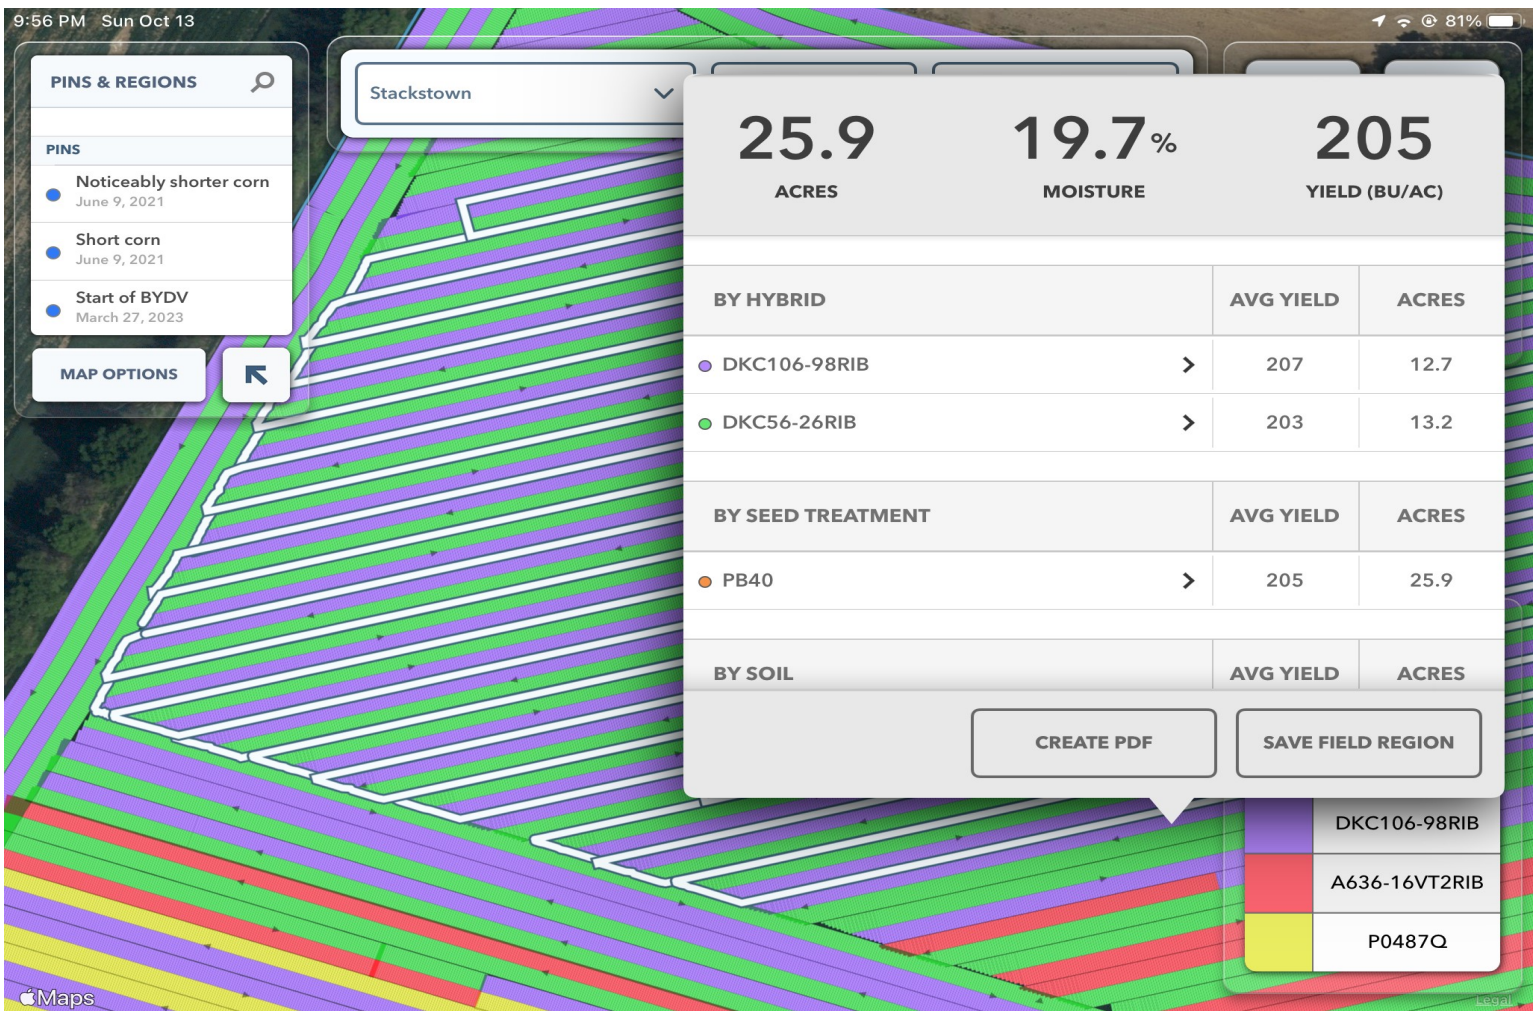 9:56 PM Sun Oct 13
81%
PINS & REGIONS
PINS
Noticeably shorter corn
June 9, 2021
Short corn
June 9, 2021
Start of BYDV
March 27, 2023
MAP OPTIONS
Stackstown
25.9 19.7% 205
ACRES MOISTURE YIELD (BU/AC)
BY HYBRID AVG YIELD ACRES
DKC106-98RIB 207 12.7
DKC56-26RIB 203 13.2
BY SEED TREATMENT AVG YIELD ACRES
PB40 205 25.9
BY SOIL AVG YIELD ACRES
CREATE PDF SAVE FIELD REGION
DKC106-98RIB
A636-16VT2RIB
P0487Q
Maps
Legal